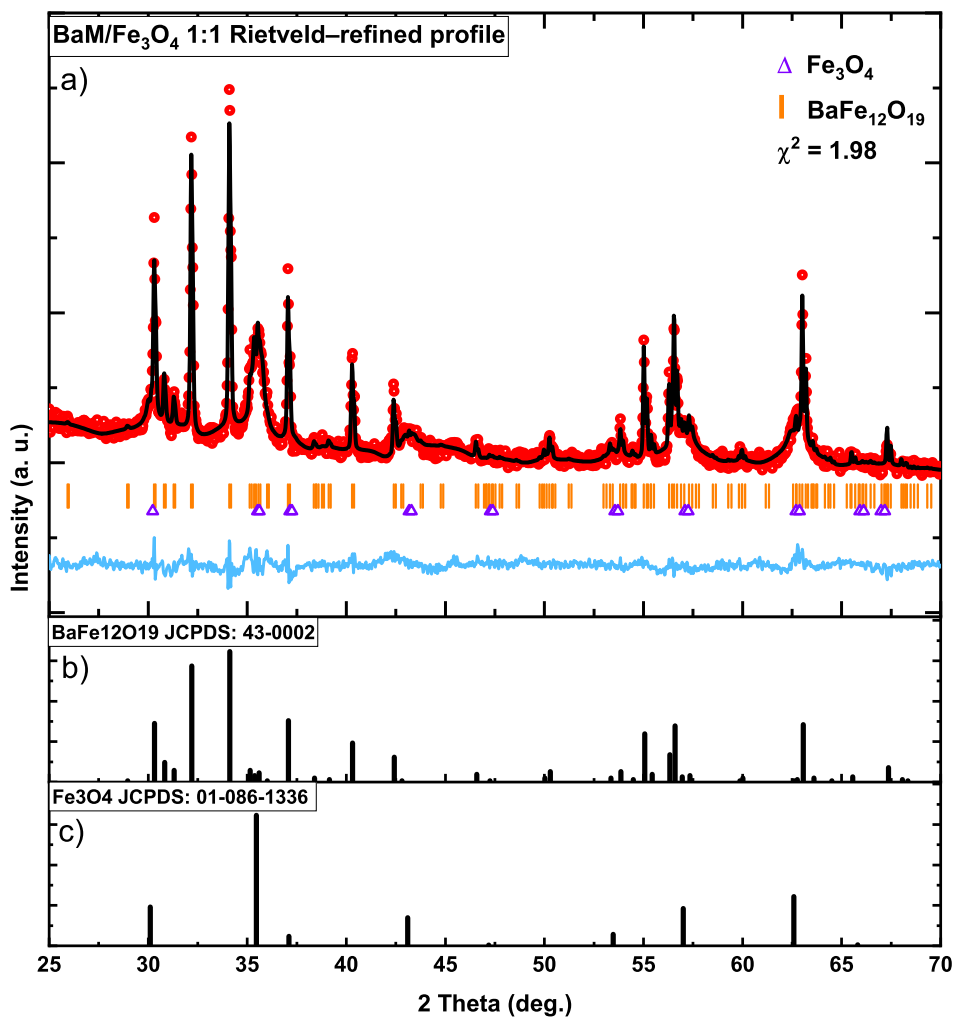 BaM/Fe₃O₄ 1:1 Rietveld–refined profile
a)
Δ Fe₃O₄
BaFe₁₂O₁₉
χ² = 1.98
Intensity (a. u.)
BaFe12O19 JCPDS: 43-0002
b)
Fe3O4 JCPDS: 01-086-1336
c)
25 30 35 40 45 50 55 60 65 70
2 Theta (deg.)